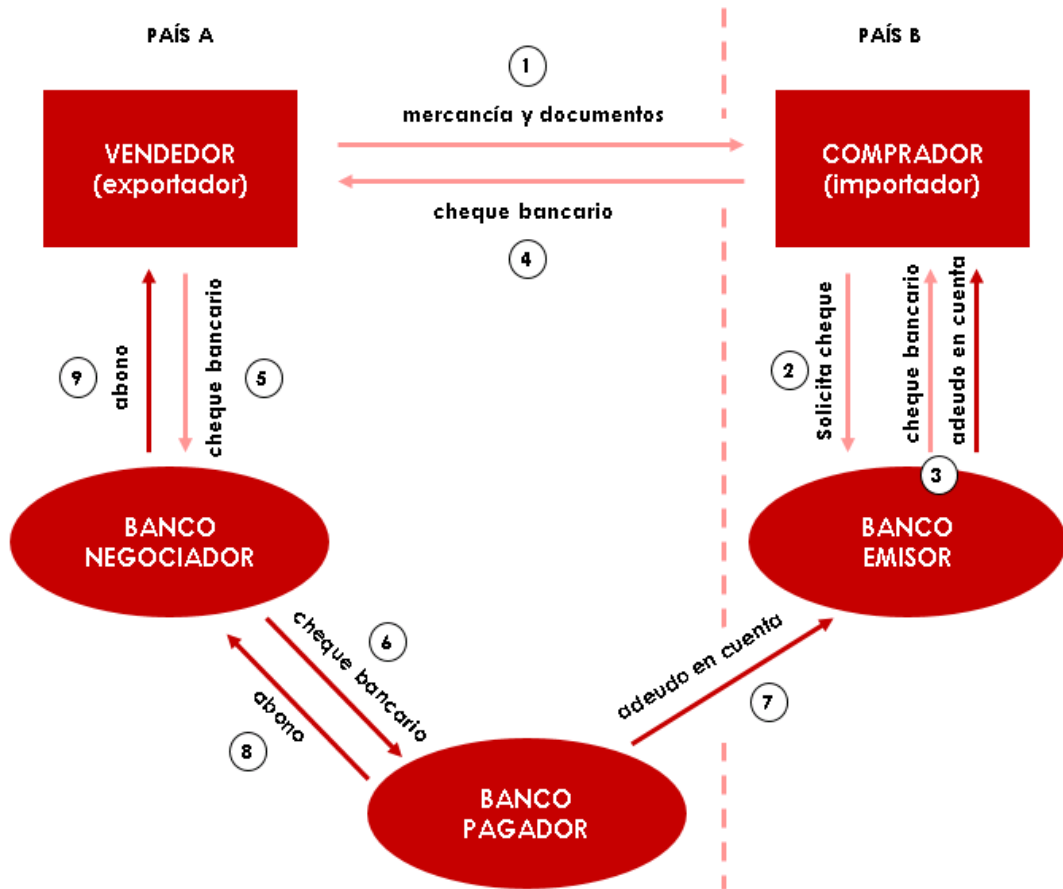 PAÍS A
PAÍS B
1
mercancía y documentos
VENDEDOR
(exportador)
COMPRADOR
(importador)
cheque bancario
4
9
abono
cheque bancario
5
2
Solicita cheque
cheque bancario
adeudo en cuenta
3
BANCO
NEGOCIADOR
BANCO
EMISOR
6
cheque bancario
abono
8
adeudo en cuenta
7
BANCO
PAGADOR